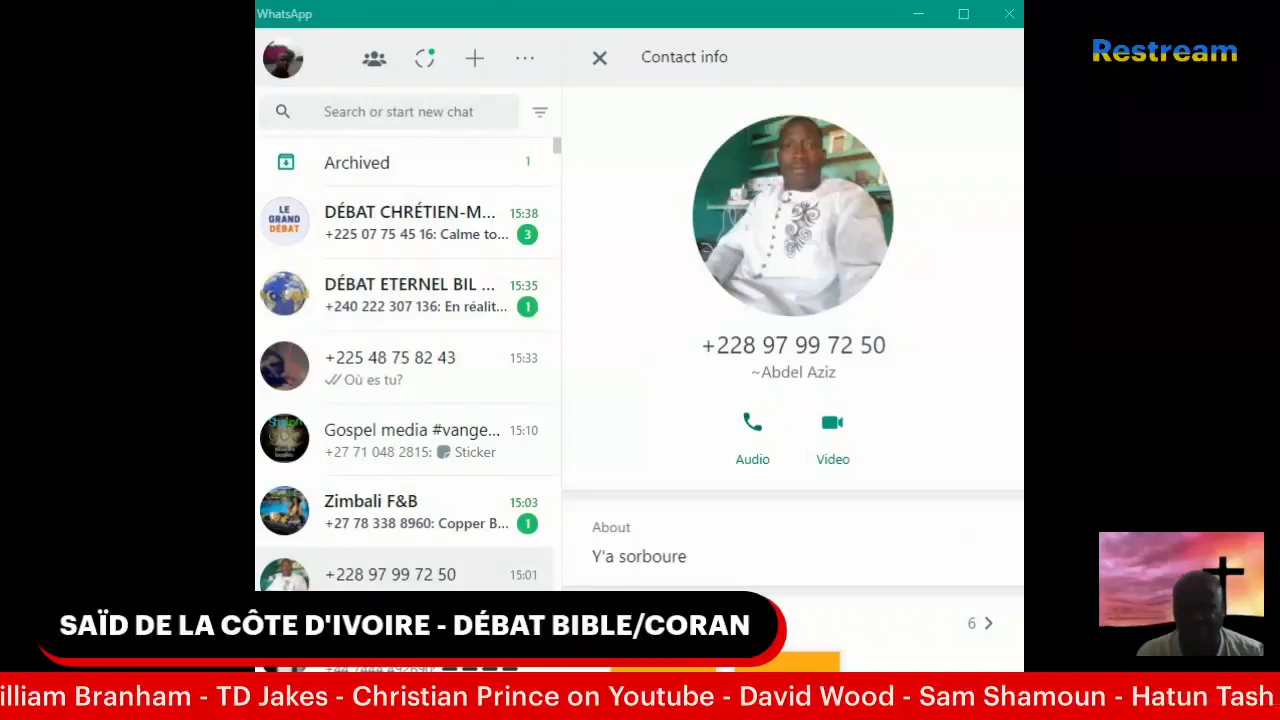 WhatsApp
Restream
Contact info
Search or start new chat
Archived
1
LE
GRAND
DÉBAT
DÉBAT CHRÉTIEN-M...
15:38
+225 07 75 45 16: Calme to...
3
DÉBAT ETERNEL BIL ...
15:35
+240 222 307 136: En réalit...
1
+225 48 75 82 43
15:33
Où es tu?
Gospel media #vange...
15:10
+27 71 048 2815: Sticker
Zimbali F&B
15:03
+27 78 338 8960: Copper B...
1
+228 97 99 72 50
15:01
+228 97 99 72 50
~Abdel Aziz
Audio
Video
About
Y'a sorboure
6
SAÏD DE LA CÔTE D'IVOIRE - DÉBAT BIBLE/CORAN
illiam Branham - TD Jakes - Christian Prince on Youtube - David Wood - Sam Shamoun - Hatun Tash